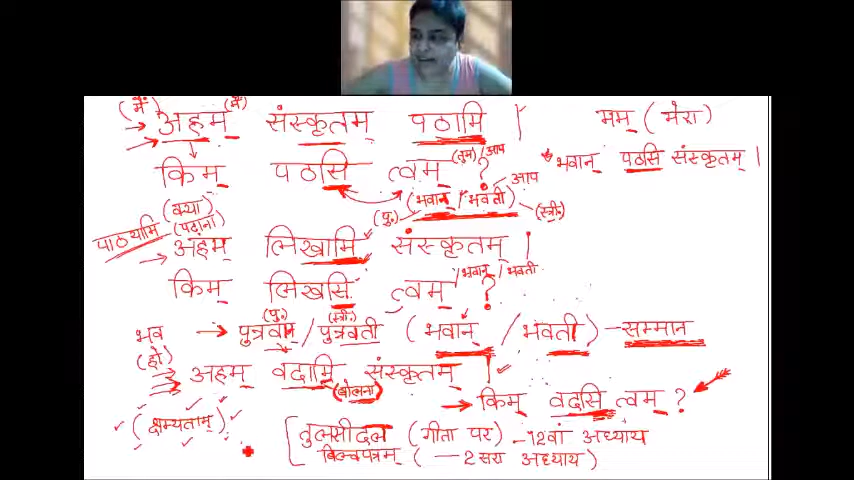 (मैं) अहम् (मैं) संस्कृतम् पठामि | मम् (मेरा)
किम् पठसि त्वम् (तुम)/आप ? भवान् पठसि संस्कृतम् |
(क्या) (पु.) (भवान् / भवती) आप (स्त्री.)
पाठयामि (पढ़ाना)
अहम् लिखामि संस्कृतम् |
किम् लिखसि त्वम् / भवान् / भवती ?
(पु.) (स्त्री.)
भव (हो) पुत्रवान / पुत्रवती (भवान् / भवती) - सम्मान
अहम् वदामि संस्कृतम् |
(बोलना) किम् वदसि त्वम् ?
(क्षम्यताम्)
तुलसीदल (गीता पर) - 12वां अध्याय
बिल्वपत्रम् ( - 2सरा अध्याय)